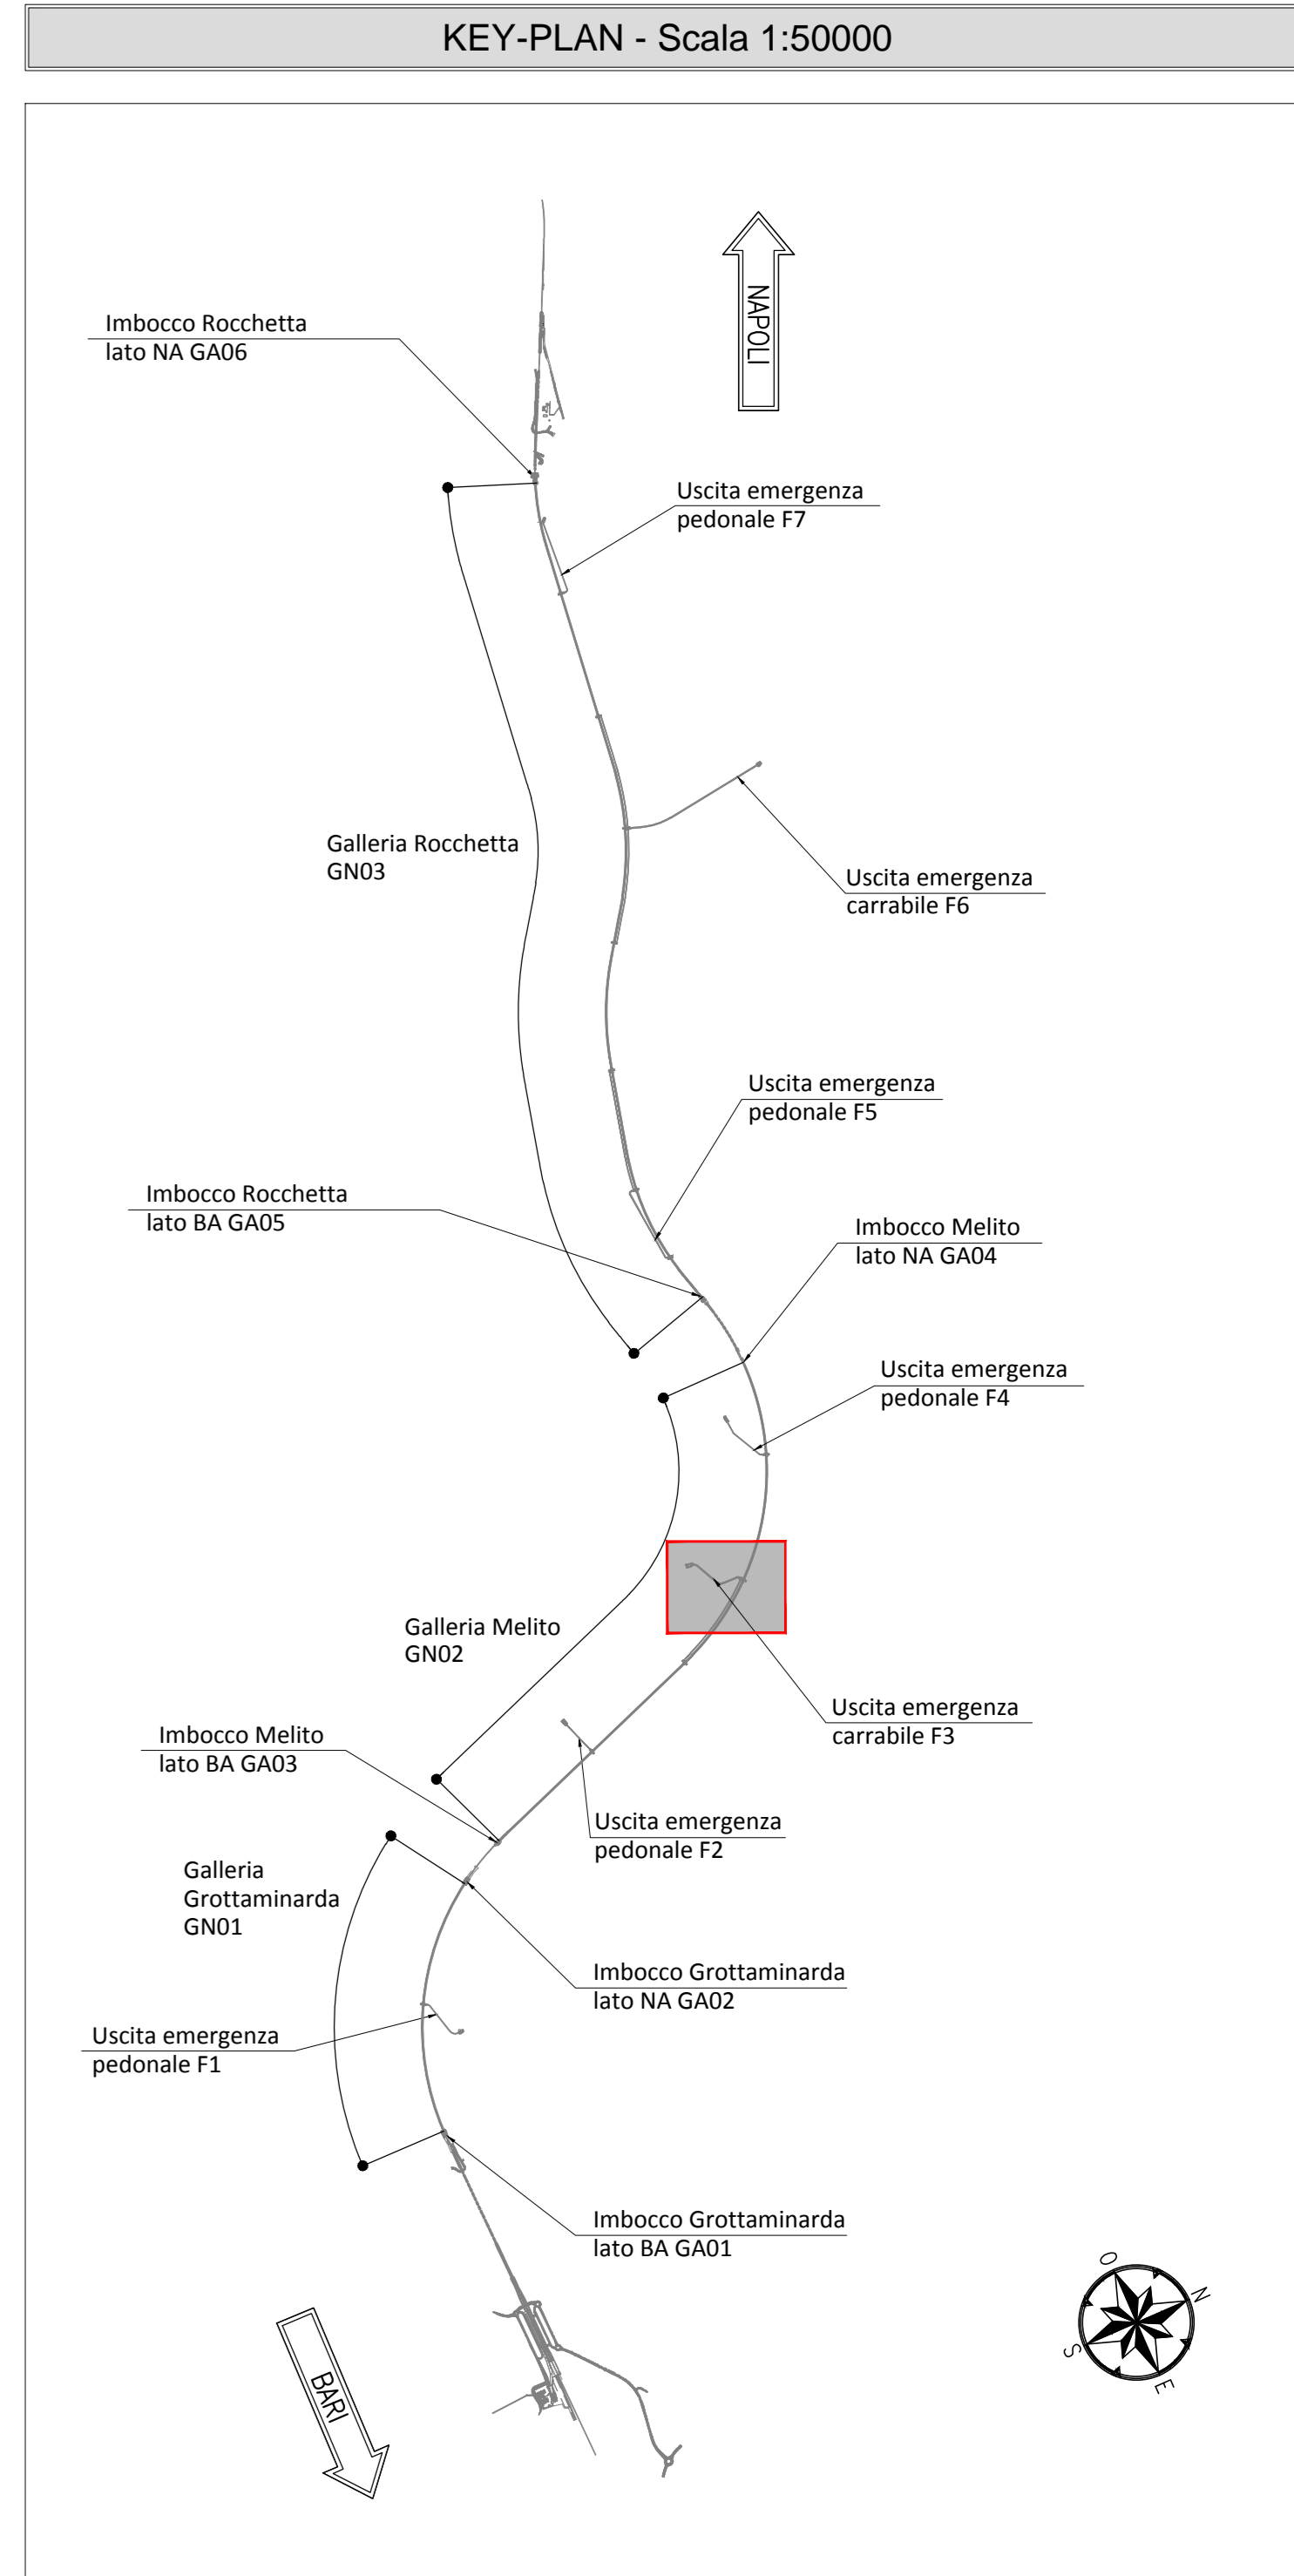 KEY-PLAN - Scala 1:50000
NAPOLI
Imbocco Rocchetta
lato NA GA06
Uscita emergenza
pedonale F7
Galleria Rocchetta
GN03
Uscita emergenza
carrabile F6
Uscita emergenza
pedonale F5
Imbocco Rocchetta
lato BA GA05
Imbocco Melito
lato NA GA04
Uscita emergenza
pedonale F4
Galleria Melito
GN02
Uscita emergenza
carrabile F3
Imbocco Melito
lato BA GA03
Uscita emergenza
pedonale F2
Galleria
Grottaminarda
GN01
Imbocco Grottaminarda
lato NA GA02
Uscita emergenza
pedonale F1
Imbocco Grottaminarda
lato BA GA01
BARI
O
N
S
E